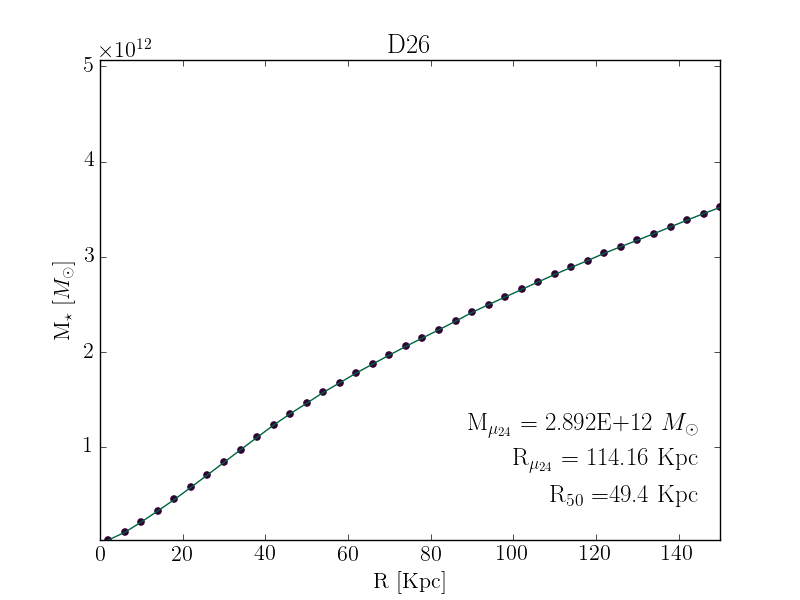 ×10¹²
D26
5
4
3
2
1
M⋆ [M⊙]
M_μ24 = 2.892E+12 M⊙
R_μ24 = 114.16 Kpc
R₅₀ =49.4 Kpc
0 20 40 60 80 100 120 140
R [Kpc]